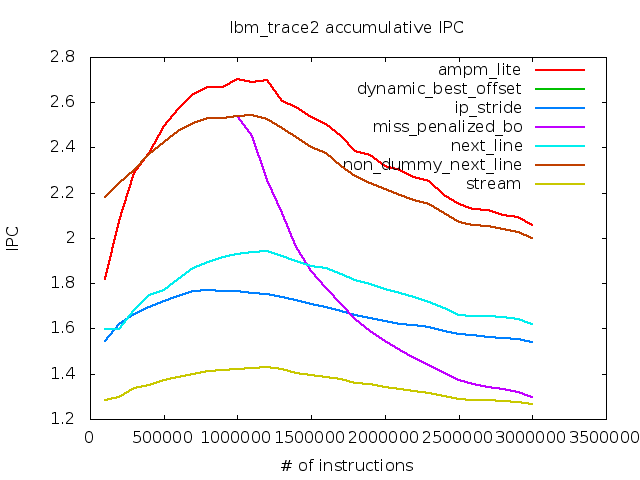 lbm_trace2 accumulative IPC
2.8
2.6
2.4
2.2
2
1.8
1.6
1.4
1.2
IPC
ampm_lite
dynamic_best_offset
ip_stride
miss_penalized_bo
next_line
non_dummy_next_line
stream
0 500000 1000000 1500000 2000000 2500000 3000000 3500000
# of instructions